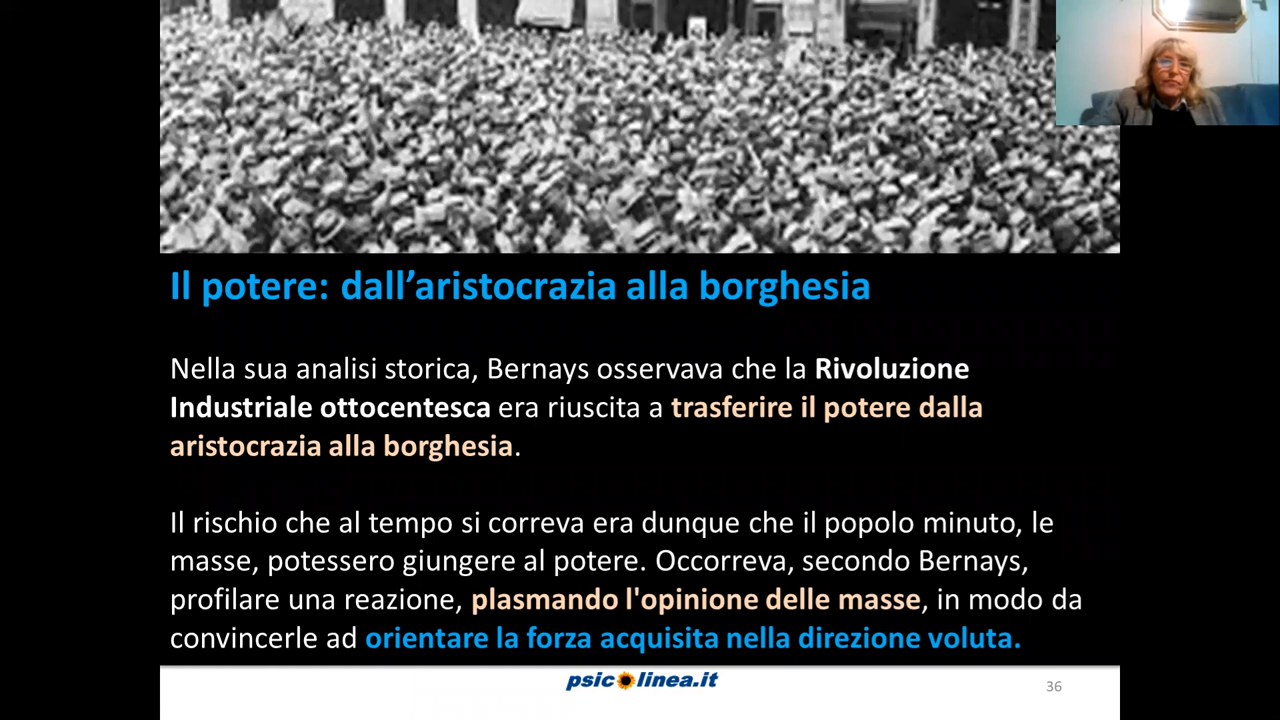 Il potere: dall’aristocrazia alla borghesia
Nella sua analisi storica, Bernays osservava che la Rivoluzione
Industriale ottocentesca era riuscita a trasferire il potere dalla
aristocrazia alla borghesia.
Il rischio che al tempo si correva era dunque che il popolo minuto, le
masse, potessero giungere al potere. Occorreva, secondo Bernays,
profilare una reazione, plasmando l'opinione delle masse, in modo da
convincerle ad orientare la forza acquisita nella direzione voluta.
psicolinea.it
36